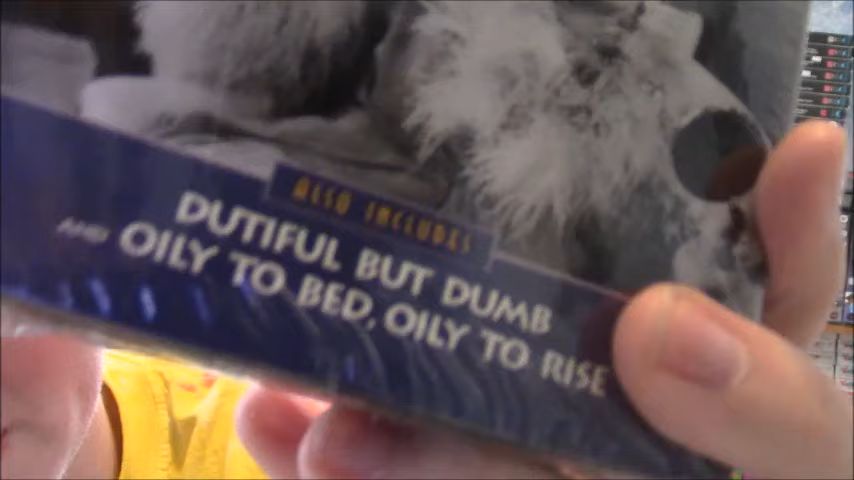 ALSO INCLUDES
DUTIFUL BUT DUMB
AND OILY TO BED, OILY TO RISE